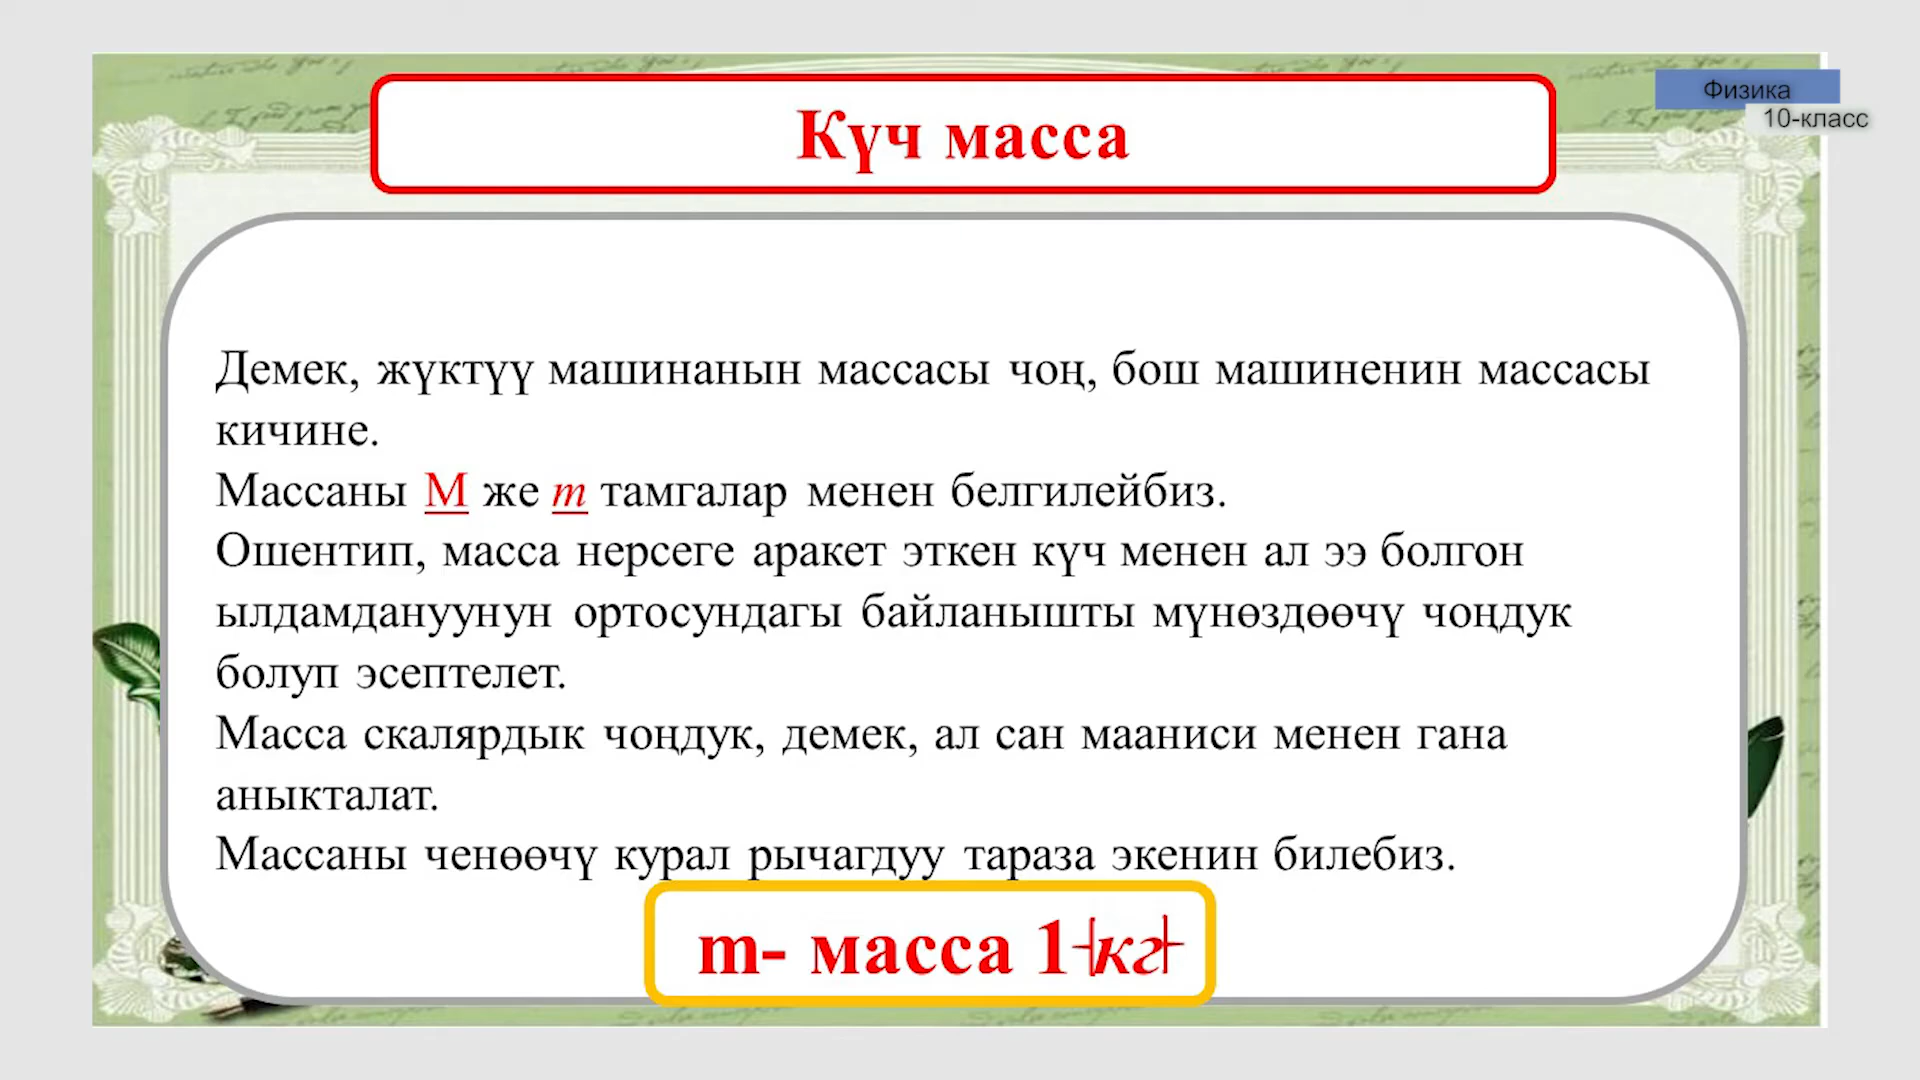 Күч масса
Физика
10-класс
Демек, жүктүү машинанын массасы чоң, бош машиненин массасы
кичине.
Массаны М же m тамгалар менен белгилейбиз.
Ошентип, масса нерсеге аракет эткен күч менен ал ээ болгон
ылдамдануунун ортосундагы байланышты мүнөздөөчү чоңдук
болуп эсептелет.
Масса скалярдык чоңдук, демек, ал сан мааниси менен гана
аныкталат.
Массаны ченөөчү курал рычагдуу тараза экенин билебиз.
m- масса 1 кг